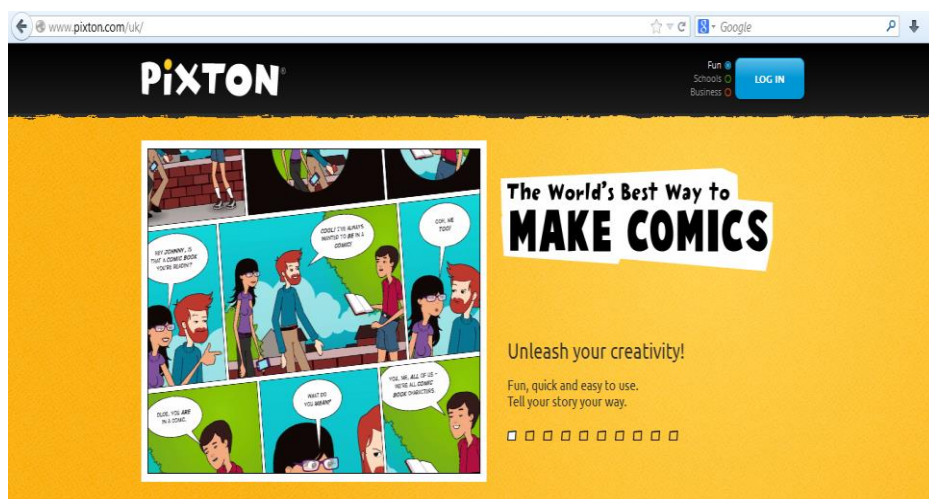 www.pixton.com/uk/
Google
PiXTON®
Fun
Schools
Business
LOG IN
HEY JOHNNY, IS
THAT A COMIC BOOK
YOU'RE READING?
COOL! I'VE ALWAYS
WANTED TO BE IN A
COMIC!
OOH, ME
TOO!
DUDE, YOU ARE
IN A COMIC.
WHAT DO
YOU MEAN?
YOU, ME, ALL OF US -
WE'RE ALL COMIC
BOOK CHARACTERS.
The World's Best Way to
MAKE COMICS
Unleash your creativity!
Fun, quick and easy to use.
Tell your story your way.